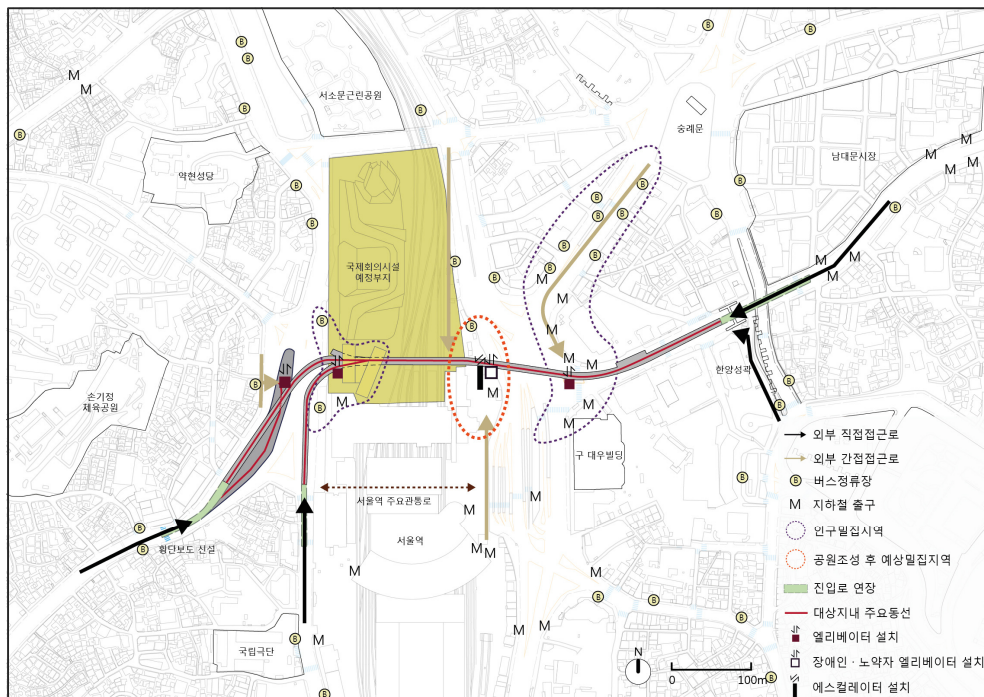 서소문근린공원
숭례문
남대문시장
약현성당
국제회의시설
예정부지
손기정
체육공원
한양성곽
구 대우빌딩
서울역 주요관통로
서울역
횡단보도 신설
국립극단
외부 직접접근로
외부 간접접근로
B 버스정류장
M 지하철 출구
인구밀집시역
공원조성 후 예상밀집지역
진입로 연장
대상지내 주요동선
엘리베이터 설치
장애인 · 노약자 엘리베이터 설치
에스컬레이터 설치
N
0 100m